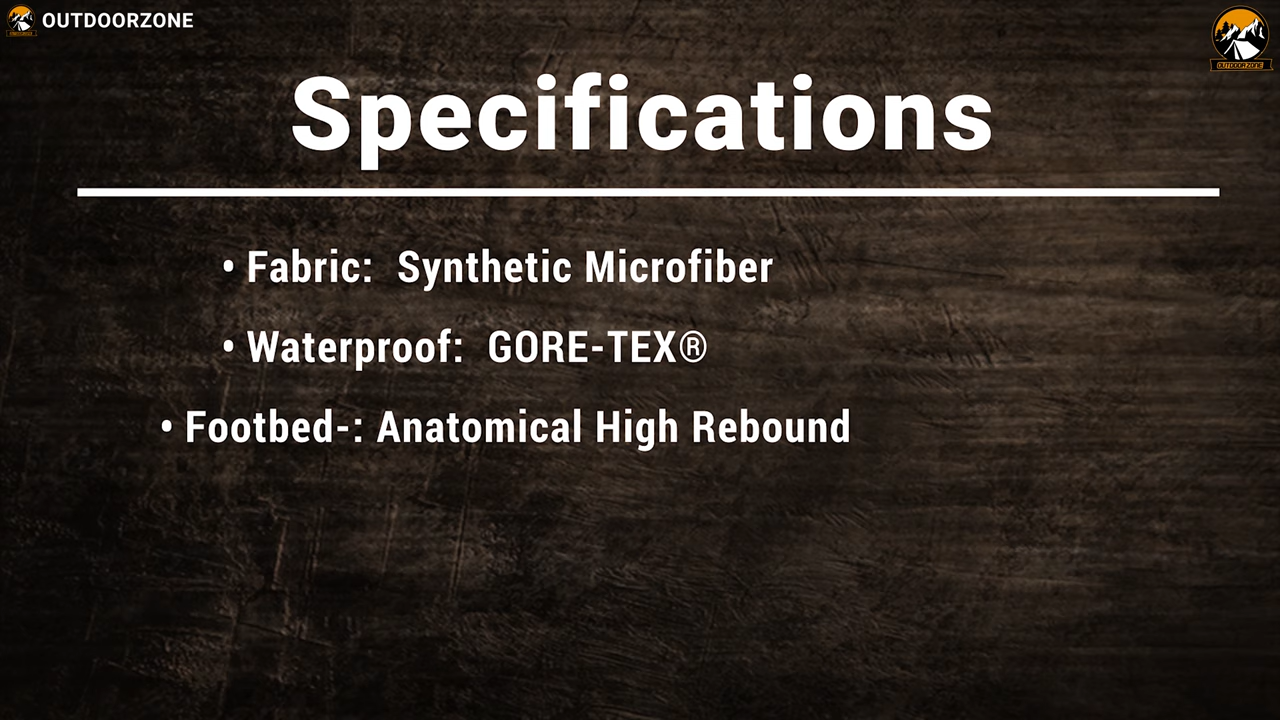 OUTDOORZONE
OUTDOORZONE
Specifications
• Fabric:  Synthetic Microfiber
• Waterproof:  GORE-TEX®
• Footbed-: Anatomical High Rebound